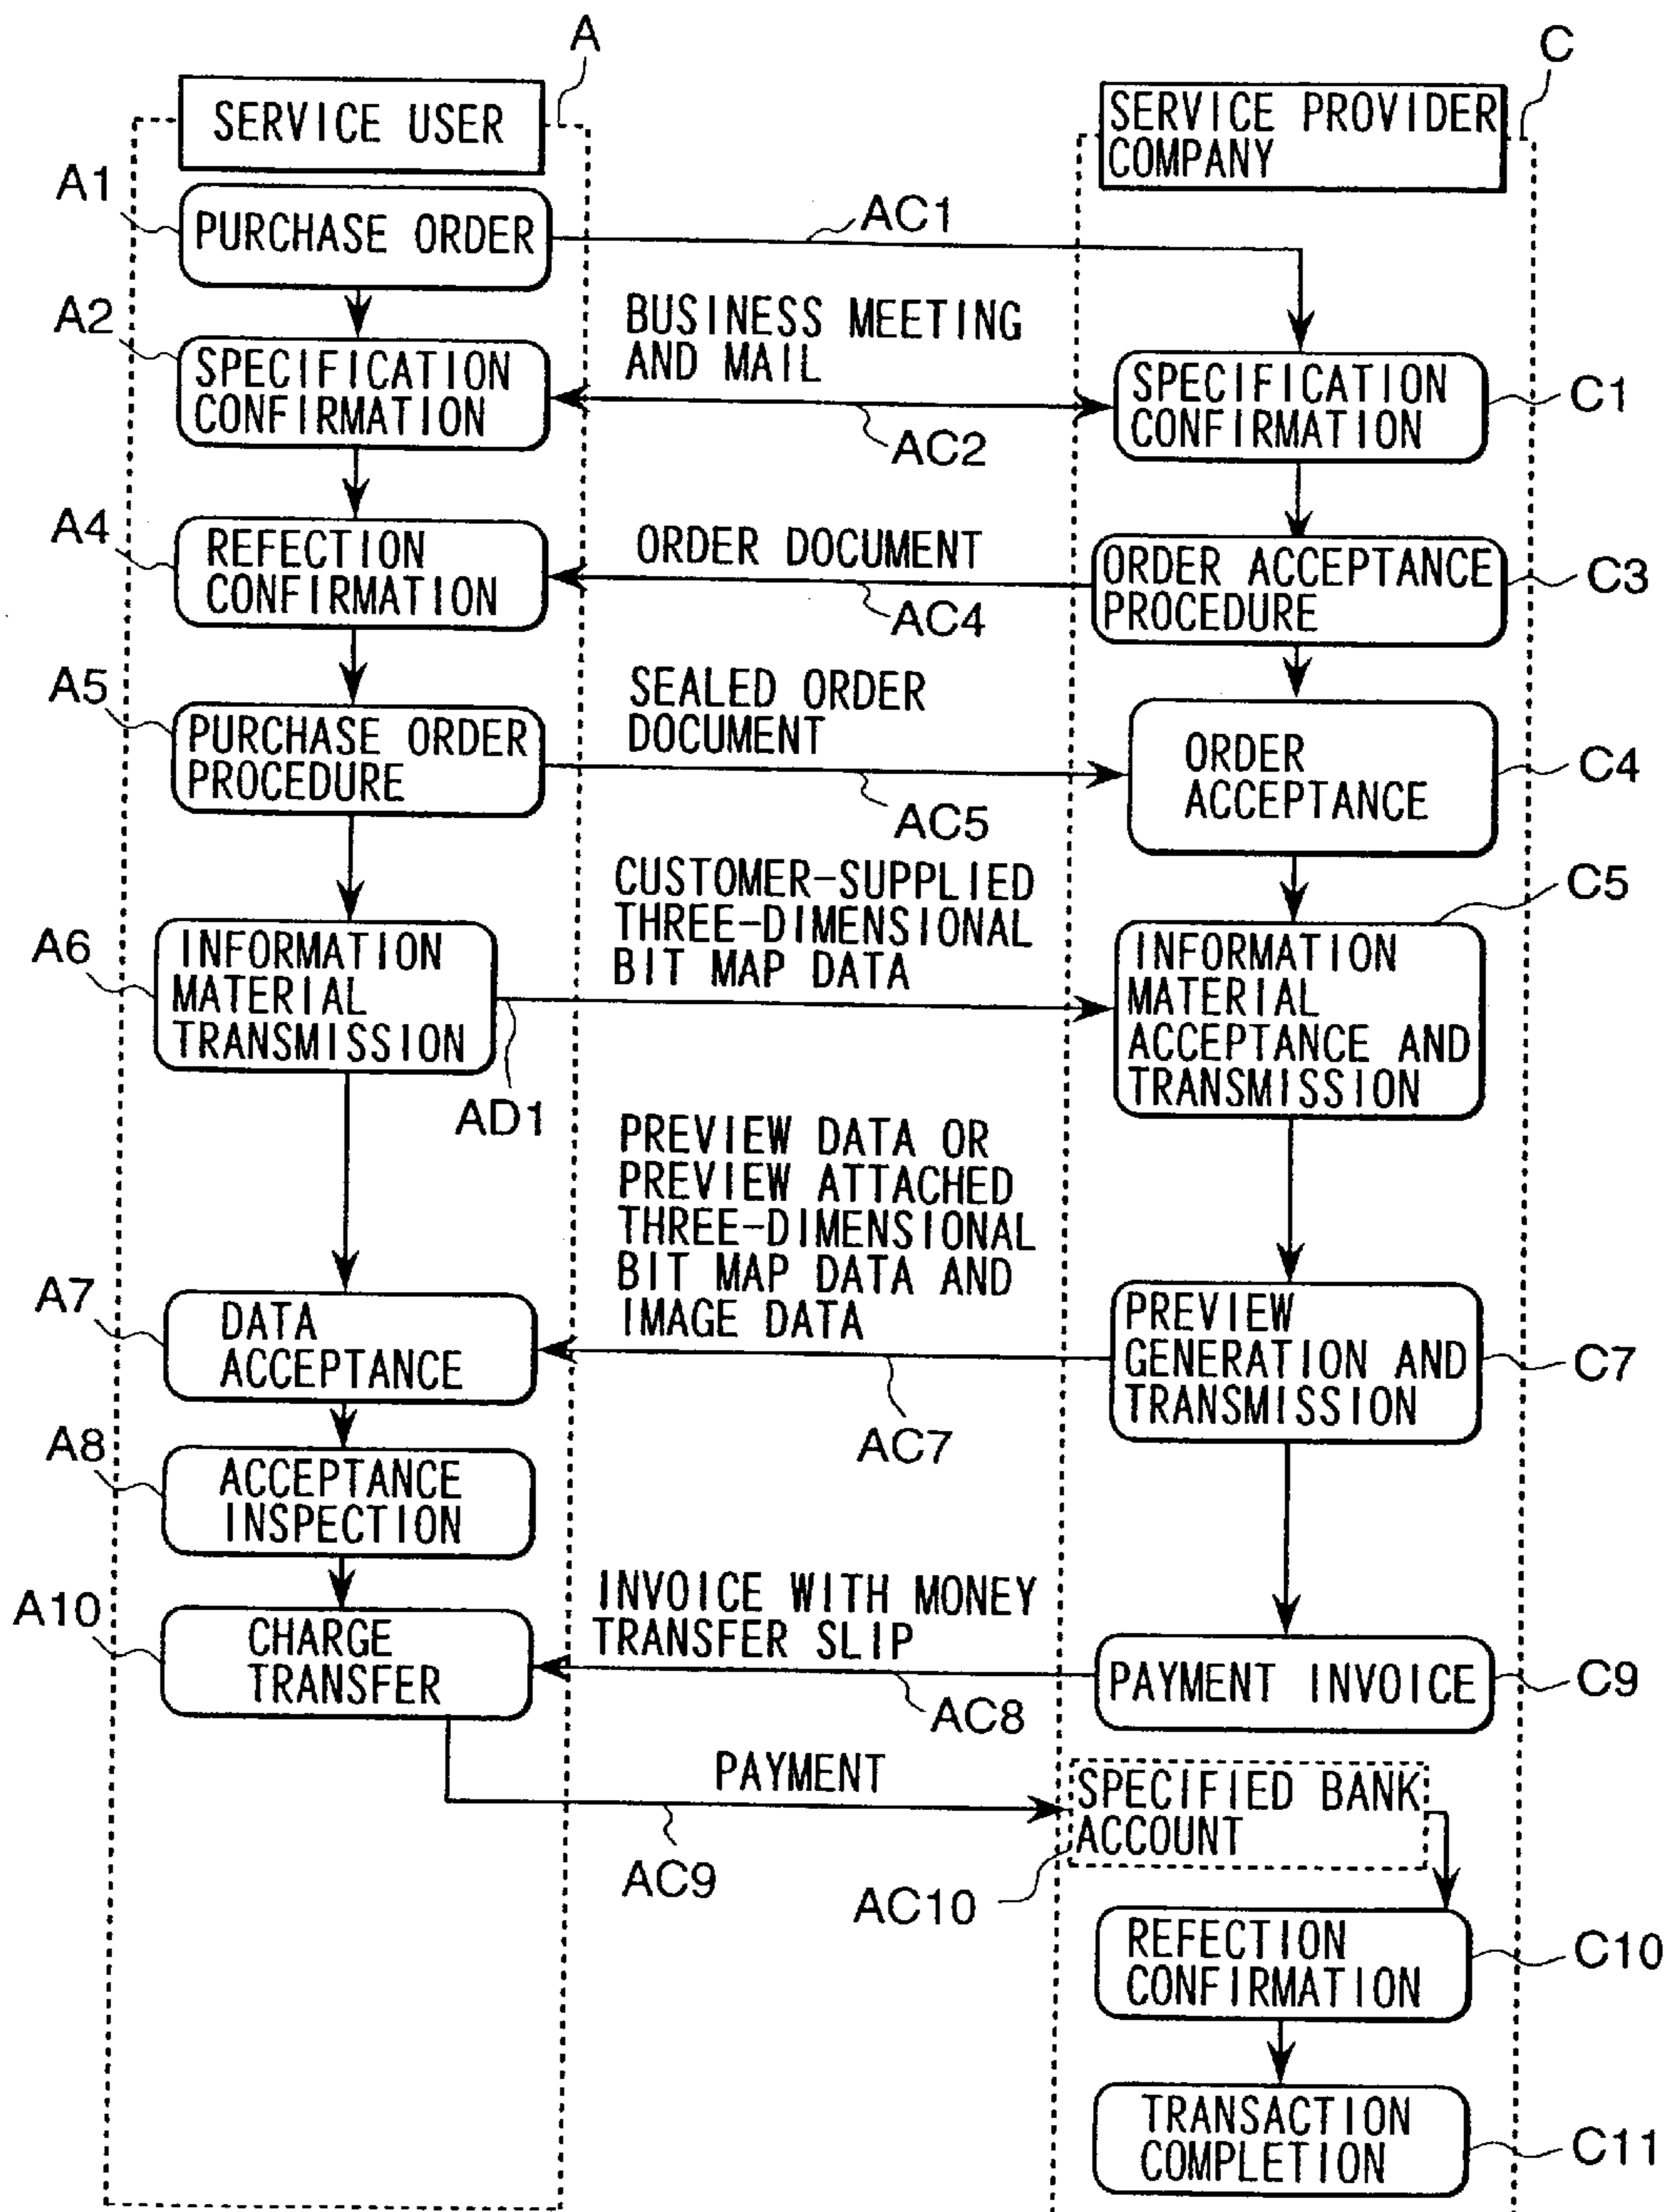 A
C
SERVICE USER
SERVICE PROVIDER
COMPANY
A1
PURCHASE ORDER
AC1
A2
SPECIFICATION
CONFIRMATION
BUSINESS MEETING
AND MAIL
AC2
SPECIFICATION
CONFIRMATION
C1
A4
REFECTION
CONFIRMATION
ORDER DOCUMENT
AC4
ORDER ACCEPTANCE
PROCEDURE
C3
A5
PURCHASE ORDER
PROCEDURE
SEALED ORDER
DOCUMENT
AC5
ORDER
ACCEPTANCE
C4
A6
INFORMATION
MATERIAL
TRANSMISSION
CUSTOMER-SUPPLIED
THREE-DIMENSIONAL
BIT MAP DATA
AD1
C5
INFORMATION
MATERIAL
ACCEPTANCE AND
TRANSMISSION
PREVIEW DATA OR
PREVIEW ATTACHED
THREE-DIMENSIONAL
BIT MAP DATA AND
IMAGE DATA
A7
DATA
ACCEPTANCE
AC7
PREVIEW
GENERATION AND
TRANSMISSION
C7
A8
ACCEPTANCE
INSPECTION
A10
CHARGE
TRANSFER
INVOICE WITH MONEY
TRANSFER SLIP
AC8
PAYMENT INVOICE
C9
PAYMENT
AC9
SPECIFIED BANK
ACCOUNT
AC10
REFECTION
CONFIRMATION
C10
TRANSACTION
COMPLETION
C11